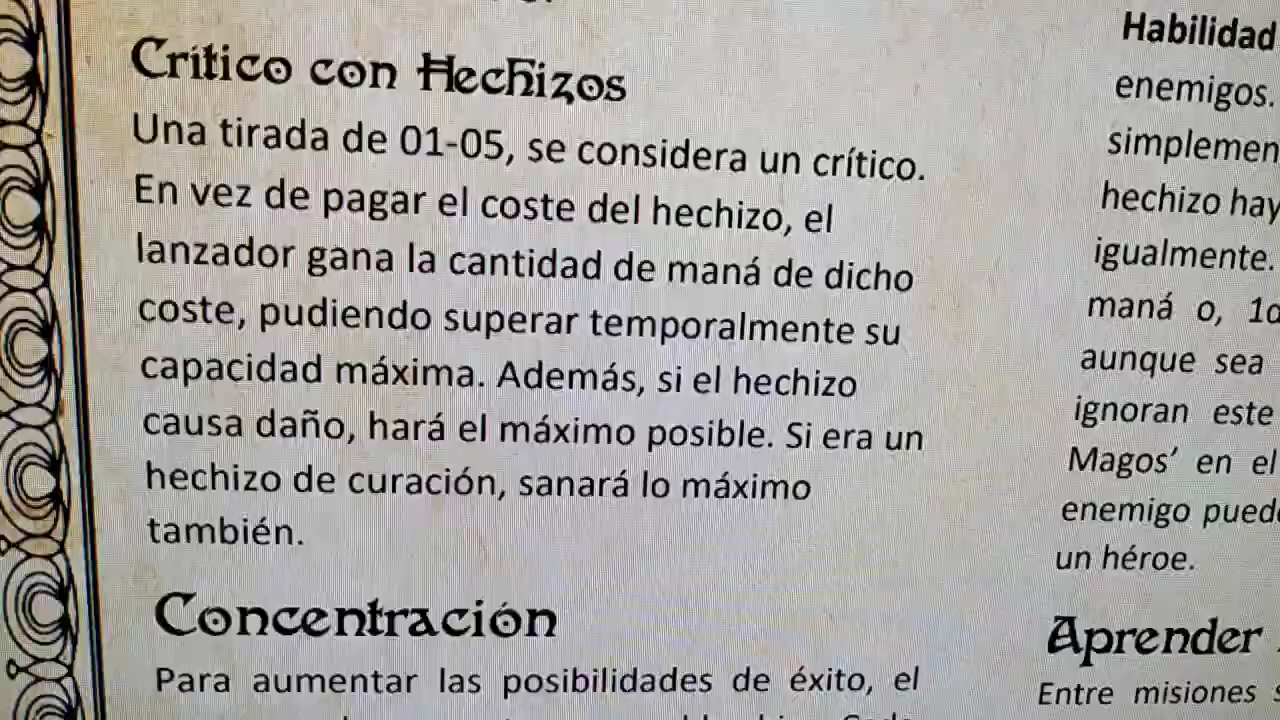 Crítico con Hechizos
Una tirada de 01-05, se considera un crítico.
En vez de pagar el coste del hechizo, el
lanzador gana la cantidad de maná de dicho
coste, pudiendo superar temporalmente su
capacidad máxima. Además, si el hechizo
causa daño, hará el máximo posible. Si era un
hechizo de curación, sanará lo máximo
también.
Concentración
Para aumentar las posibilidades de éxito, el
Habilidad
enemigos.
simplemen
hechizo hay
igualmente.
maná o, 1d
aunque sea
ignoran este
Magos' en el
enemigo puede
un héroe.
Aprender
Entre misiones s